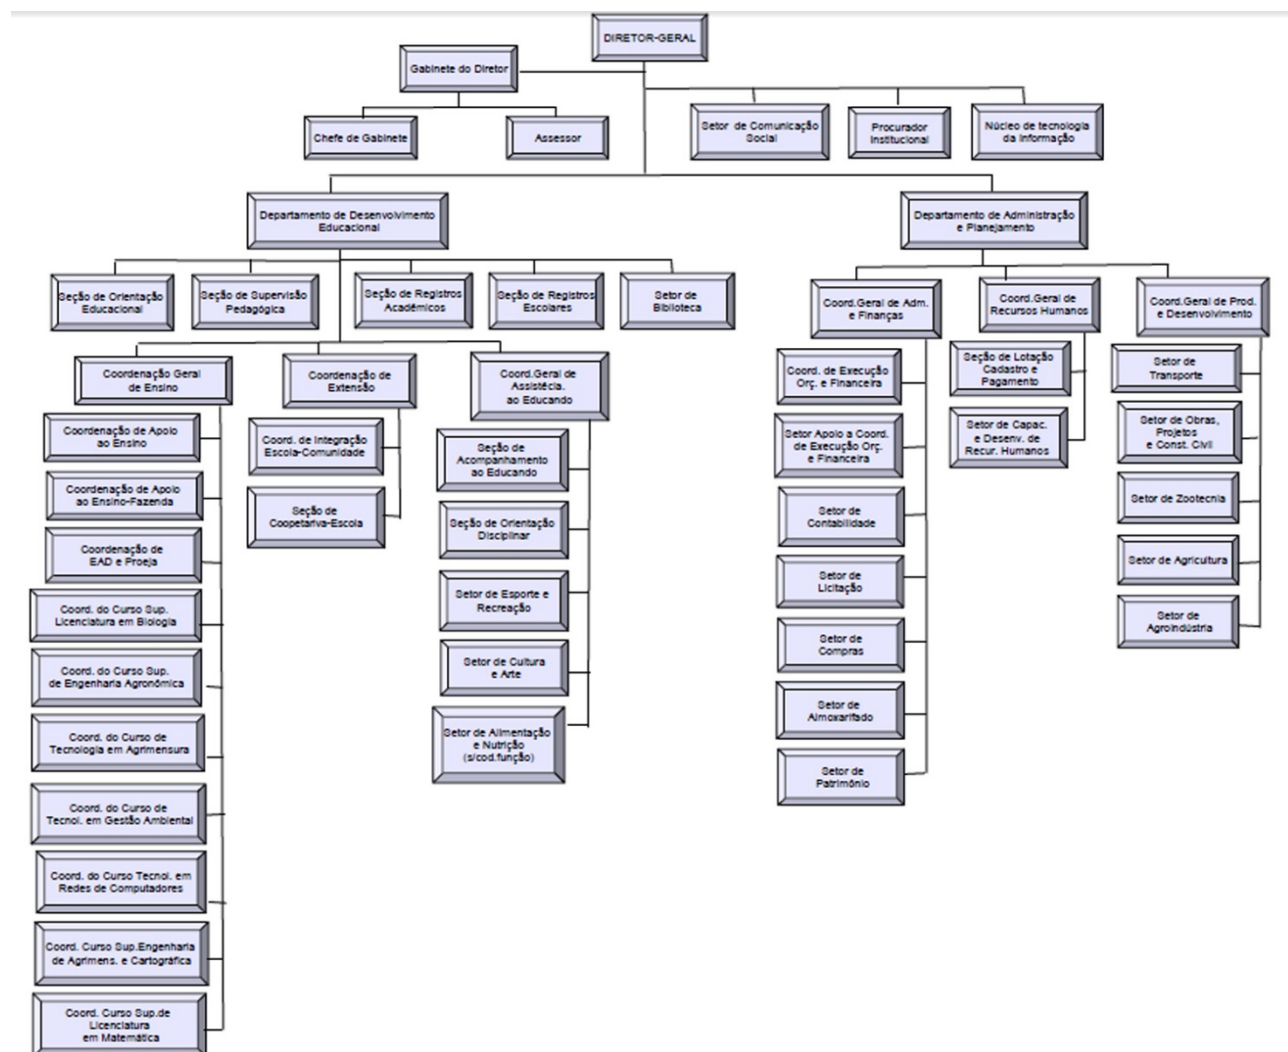 DIRETOR-GERAL
Gabinete do Diretor
Chefe de Gabinete
Assessor
Setor de Comunicação
Social
Procurador
Institucional
Núcleo de tecnologia
da Informação
Departamento de Desenvolvimento
Educacional
Departamento de Administração
e Planejamento
Seção de Orientação
Educacional
Seção de Supervisão
Pedagógica
Seção de Registros
Acadêmicos
Seção de Registros
Escolares
Setor de
Biblioteca
Coordenação Geral
de Ensino
Coordenação de Apoio
ao Ensino
Coordenação de Apoio
ao Ensino-Fazenda
Coordenação de
EAD e Proeja
Coord. do Curso Sup.
Licenciatura em Biologia
Coord. do Curso Sup.
de Engenharia Agronômica
Coord. do Curso de
Tecnologia em Agrimensura
Coord. do Curso de
Tecnol. em Gestão Ambiental
Coord. do Curso Tecnol. em
Redes de Computadores
Coord. Curso Sup.Engenharia
de Agrimens. e Cartográfica
Coord. Curso Sup.de
Licenciatura
em Matemática
Coordenação de
Extensão
Coord. de Integração
Escola-Comunidade
Seção de
Coopetariva-Escola
Coord.Geral de
Assistêcia.
ao Educando
Seção de
Acompanhamento
ao Educando
Seção de Orientação
Disciplinar
Setor de Esporte e
Recreação
Setor de Cultura
e Arte
Setor de Alimentação
e Nutrição
(s/cod.função)
Coord.Geral de Adm.
e Finanças
Coord. de Execução
Orç. e Financeira
Setor Apoio a Coord.
de Execução Orç.
e Financeira
Setor de
Contabilidade
Setor de
Licitação
Setor de
Compras
Setor de
Almoxarifado
Setor de
Patrimônio
Coord.Geral de
Recursos Humanos
Seção de Lotação
Cadastro e
Pagamento
Setor de Capac.
e Desenv. de
Recur. Humanos
Coord.Geral de Prod.
e Desenvolvimento
Setor de
Transporte
Setor de Obras,
Projetos
e Const. Civil
Setor de Zootecnia
Setor de Agricultura
Setor de
Agroindústria